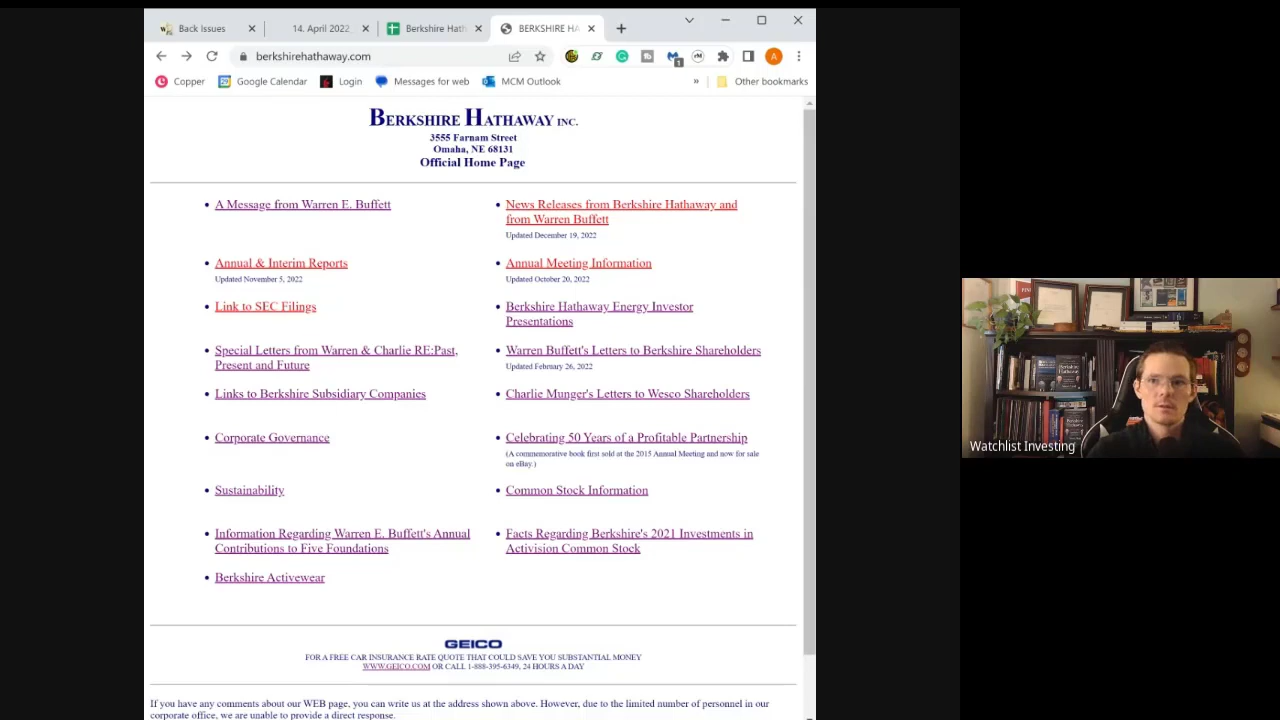 Back Issues
14. April 2022
Berkshire Hath
BERKSHIRE HA
berkshirehathaway.com
A
1
Copper
Google Calendar
Login
Messages for web
MCM Outlook
»
Other bookmarks
BERKSHIRE HATHAWAY INC.
3555 Farnam Street
Omaha, NE 68131
Official Home Page
A Message from Warren E. Buffett
News Releases from Berkshire Hathaway and
from Warren Buffett
Updated December 19, 2022
Annual & Interim Reports
Updated November 5, 2022
Annual Meeting Information
Updated October 20, 2022
Link to SEC Filings
Berkshire Hathaway Energy Investor
Presentations
Special Letters from Warren & Charlie RE:Past,
Present and Future
Warren Buffett's Letters to Berkshire Shareholders
Updated February 26, 2022
Links to Berkshire Subsidiary Companies
Charlie Munger's Letters to Wesco Shareholders
Corporate Governance
Celebrating 50 Years of a Profitable Partnership
(A commemorative book first sold at the 2015 Annual Meeting and now for sale
on eBay.)
Sustainability
Common Stock Information
Information Regarding Warren E. Buffett's Annual
Contributions to Five Foundations
Facts Regarding Berkshire's 2021 Investments in
Activision Common Stock
Berkshire Activewear
GEICO
FOR A FREE CAR INSURANCE RATE QUOTE THAT COULD SAVE YOU SUBSTANTIAL MONEY
WWW.GEICO.COM OR CALL 1-888-395-6349, 24 HOURS A DAY
If you have any comments about our WEB page, you can write us at the address shown above. However, due to the limited number of personnel in our
corporate office, we are unable to provide a direct response.
Watchlist Investing